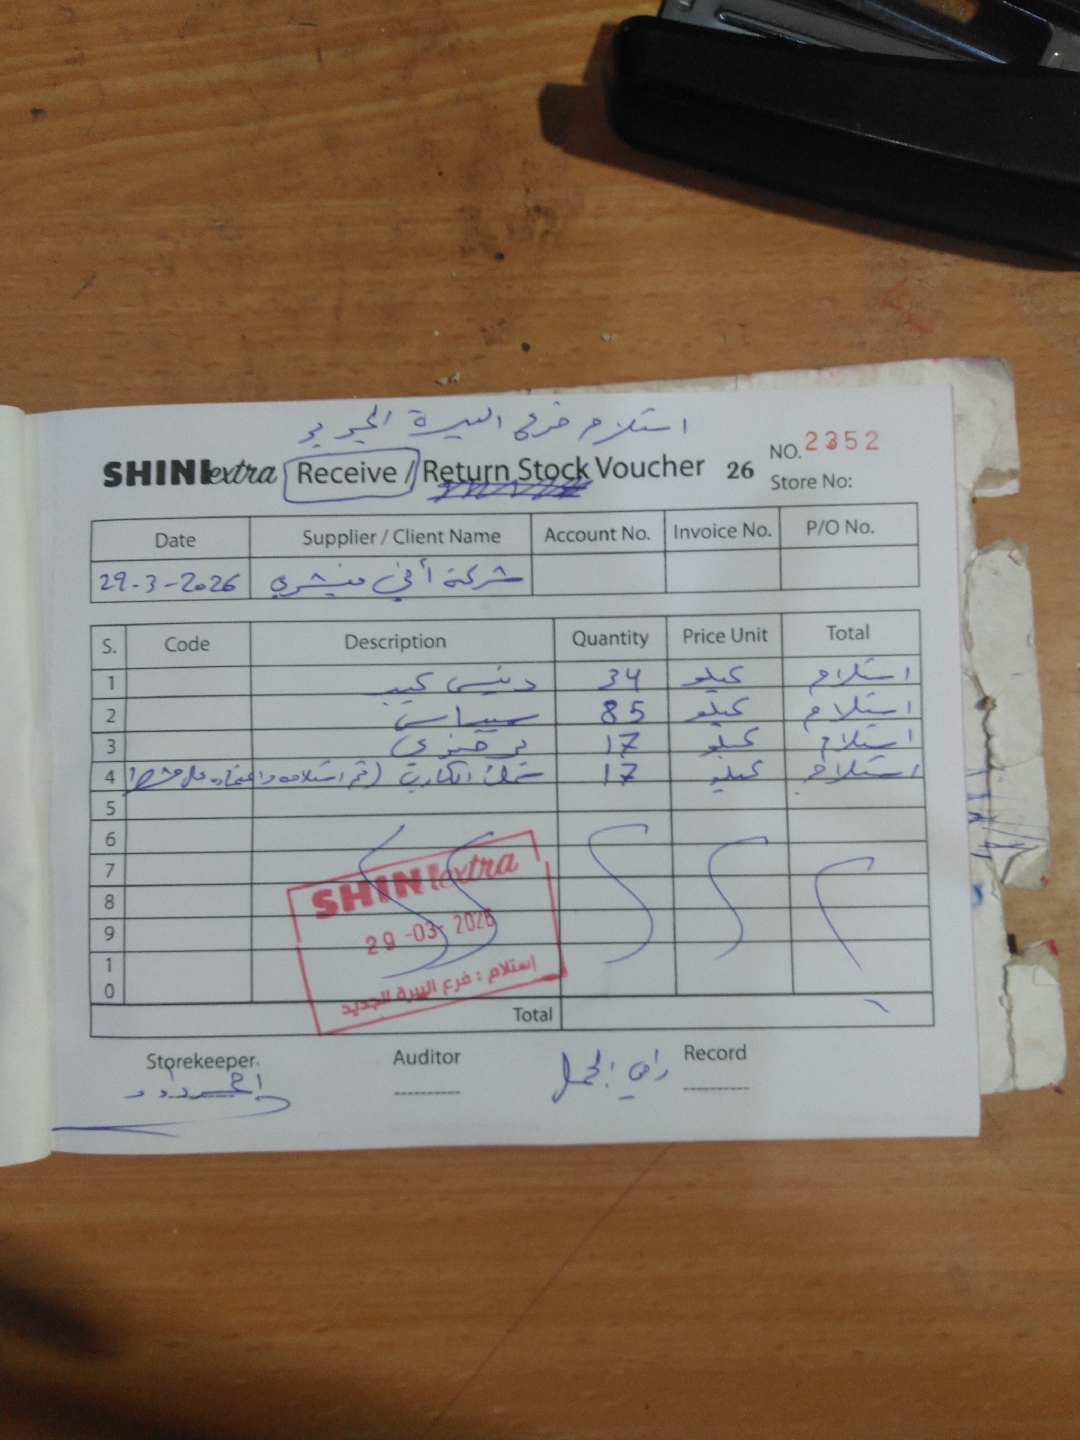 استلام فرع البيرة الجديد
SHINIextra Receive / Return Stock Voucher 26 NO. 2352
Store No:
Date Supplier / Client Name Account No. Invoice No. P/O No.
29-3-2026 شركة
S. Code Description Quantity Price Unit Total
1 34 كيلو استلام
2 85 كيلو استلام
3 17 كيلو استلام
4 17 كيلو استلام
5
6
7
8
9
10
SHINIextra
29-03-2026
إستلام : فرع البيرة الجديد
Total
Storekeeper. Auditor Record